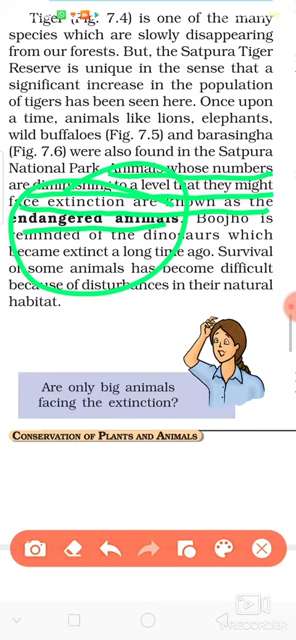 Tiger (Fig. 7.4) is one of the many
species which are slowly disappearing
from our forests. But, the Satpura Tiger
Reserve is unique in the sense that a
significant increase in the population
of tigers has been seen here. Once upon
a time, animals like lions, elephants,
wild buffaloes (Fig. 7.5) and barasingha
(Fig. 7.6) were also found in the Satpura
National Park. Animals whose numbers
are diminishing to a level that they might
face extinction are known as the
endangered animals. Boojho is
reminded of the dinosaurs which
became extinct a long time ago. Survival
of some animals has become difficult
because of disturbances in their natural
habitat.
Are only big animals
facing the extinction?
CONSERVATION OF PLANTS AND ANIMALS
RECORDER